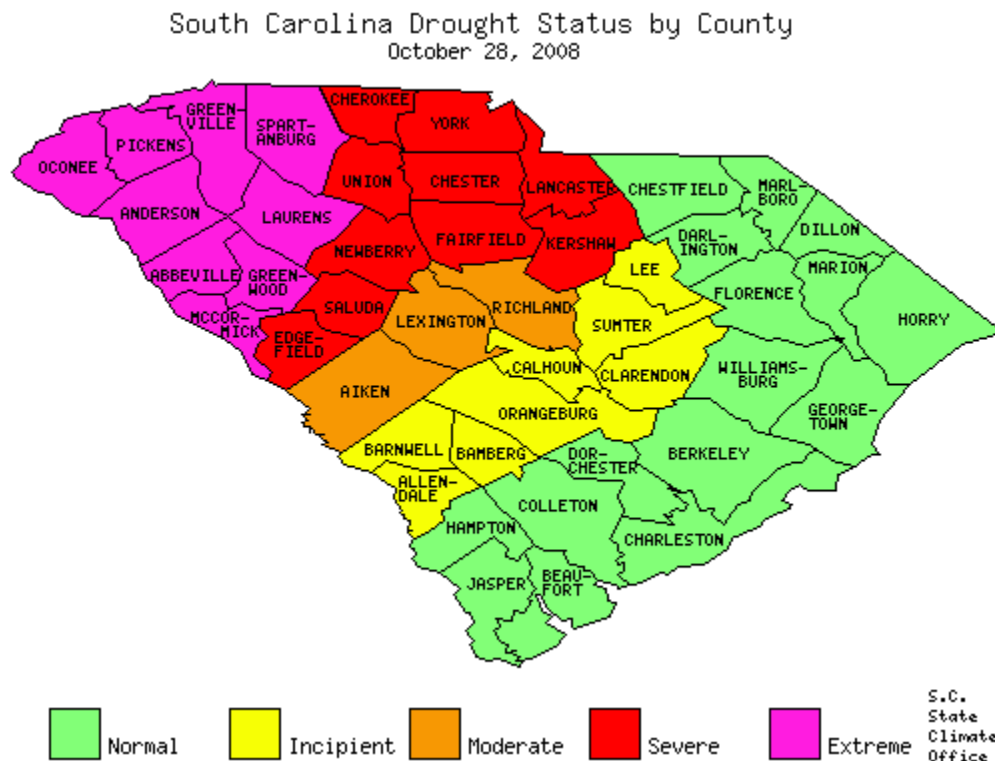 South Carolina Drought Status by County
October 28, 2008
CHEROKEE
GREEN-
VILLE
YORK
SPART-
ANBURG
PICKENS
OCONEE
UNION
CHESTER
LANCASTER
CHESTFIELD
MARL-
BORO
ANDERSON
LAURENS
DILLON
NEWBERRY
FAIRFIELD
KERSHAW
DARL-
INGTON
ABBEVILLE
GREEN-
WOOD
LEE
MARION
SALUDA
RICHLAND
FLORENCE
MCCOR-
MICK
LEXINGTON
SUMTER
HORRY
EDGE-
FIELD
CALHOUN
CLARENDON
WILLIAMS-
BURG
AIKEN
ORANGEBURG
GEORGE-
TOWN
BARNWELL
BAMBERG
DOR-
CHESTER
BERKELEY
ALLEN-
DALE
COLLETON
HAMPTON
CHARLESTON
JASPER
BEAU-
FORT
Normal
Incipient
Moderate
Severe
Extreme
S.C.
State
Climate
Office